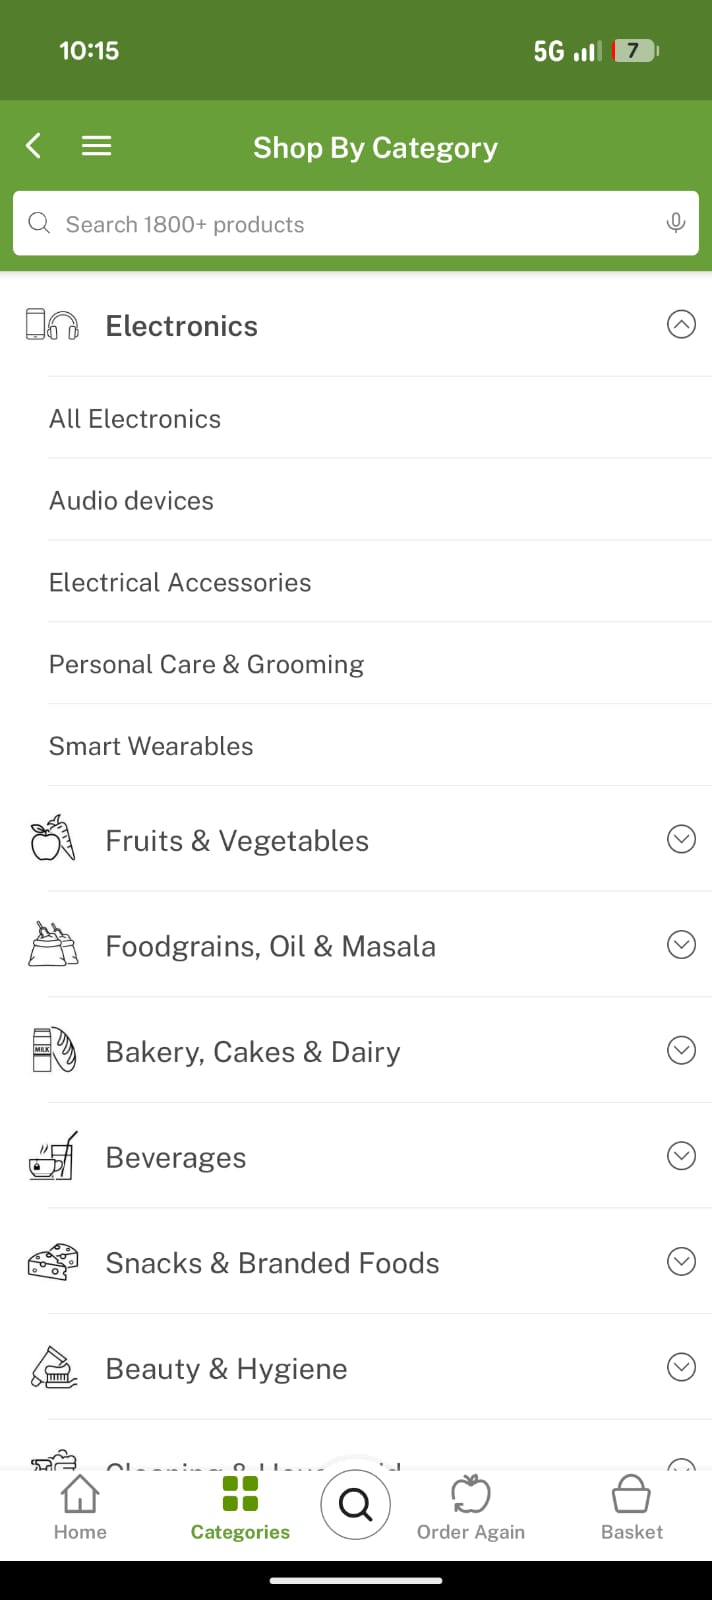 10:15
5G
7
Shop By Category
Search 1800+ products
Electronics
All Electronics
Audio devices
Electrical Accessories
Personal Care & Grooming
Smart Wearables
Fruits & Vegetables
Foodgrains, Oil & Masala
MILK
Bakery, Cakes & Dairy
Beverages
Snacks & Branded Foods
Beauty & Hygiene
Home
Categories
Order Again
Basket